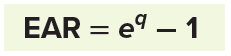 EAR = e^q − 1